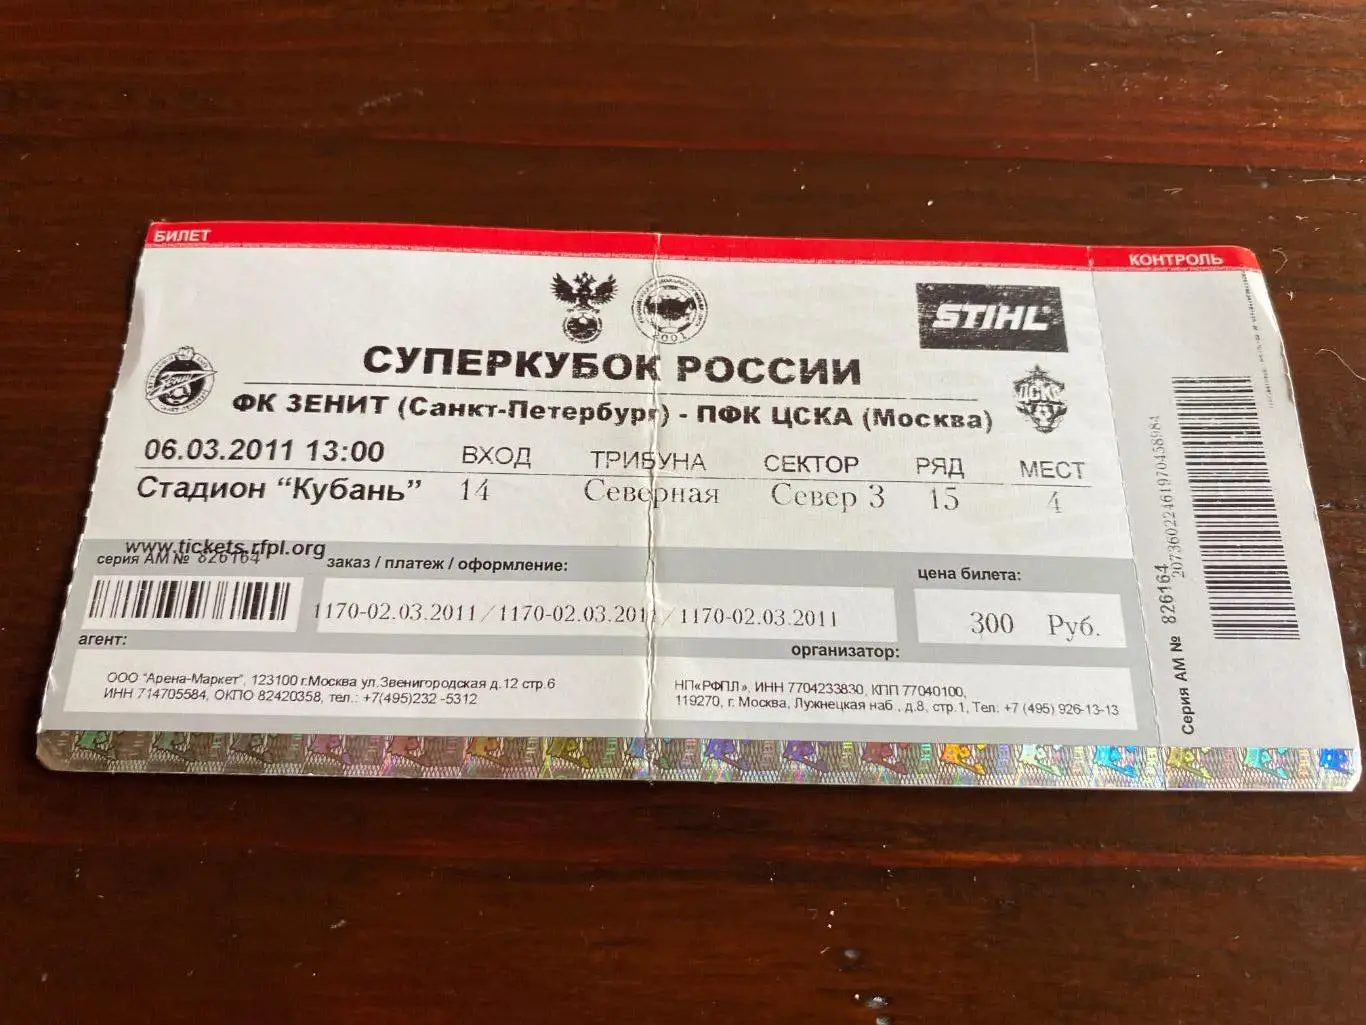 БИЛЕТ
КОНТРОЛЬ
2001
STIHL
СУПЕРКУБОК РОССИИ
Зенит
ЦСКА
ФК ЗЕНИТ (Санкт-Петербург) - ПФК ЦСКА (Москва)
06.03.2011 13:00 ВХОД ТРИБУНА СЕКТОР РЯД МЕСТ
Стадион "Кубань" 14 Северная Север 3 15 4
www.tickets.rfpl.org
серия АМ № 826164 заказ / платеж / оформление: цена билета:
1170-02.03.2011/1170-02.03.2011/1170-02.03.2011 300 Руб.
агент: организатор:
ООО "Арена-Маркет", 123100 г.Москва ул.Звенигородская д.12 стр.6
ИНН 714705584, ОКПО 82420358, тел.: +7(495)232 -5312
НП«РФПЛ», ИНН 7704233830, КПП 77040100,
119270, г. Москва, Лужнецкая наб , д.8, стр.1, Тел: +7 (495) 926-13-13
Серия АМ № 826164
20736022461970458984